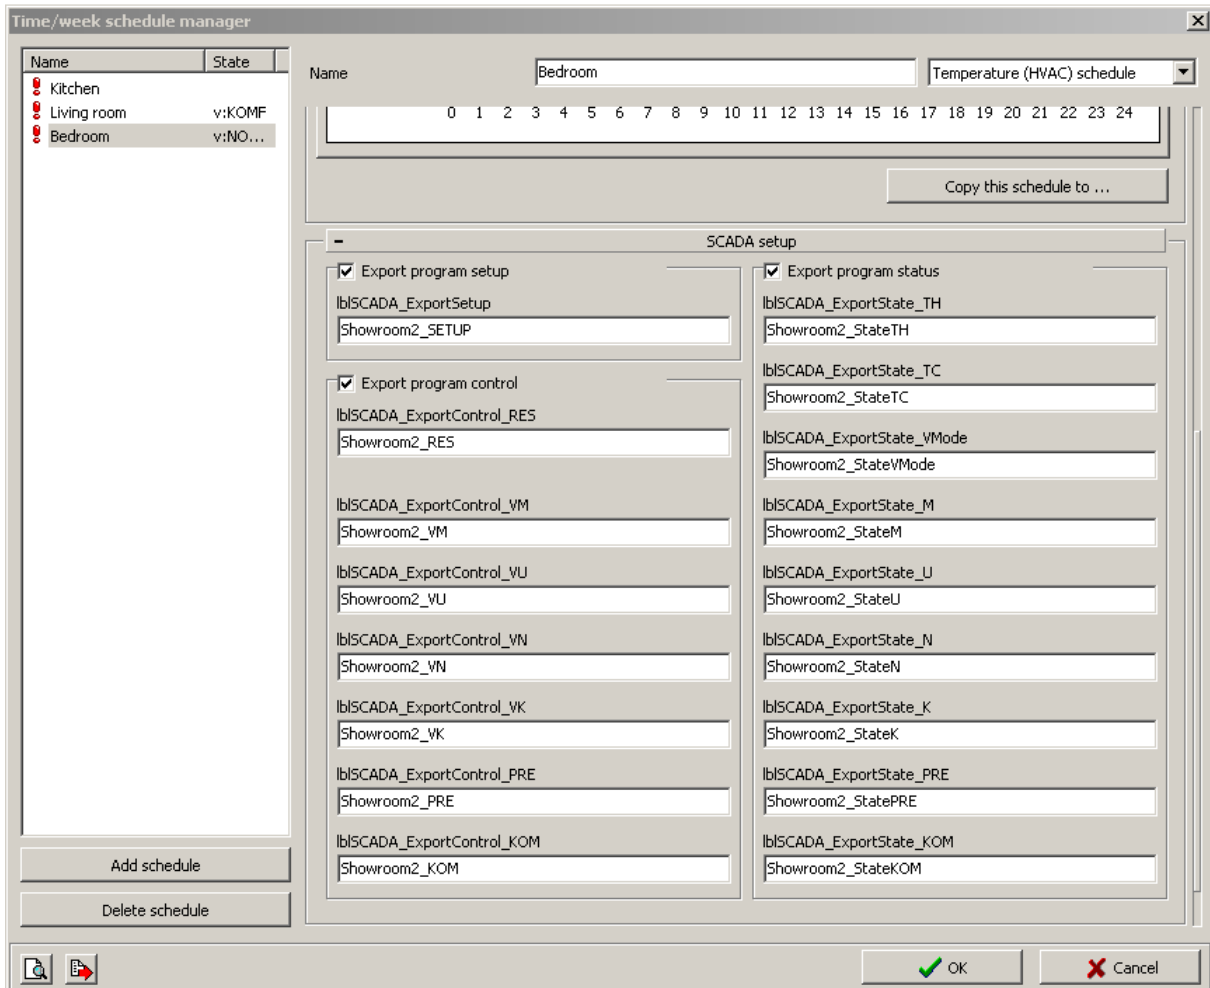 Time/week schedule manager
Name State
Kitchen
Living room v:KOMF
Bedroom v:NO...
Add schedule
Delete schedule
Name Bedroom Temperature (HVAC) schedule
0 1 2 3 4 5 6 7 8 9 10 11 12 13 14 15 16 17 18 19 20 21 22 23 24
Copy this schedule to ...
SCADA setup
Export program setup
lblSCADA_ExportSetup
Showroom2_SETUP
Export program control
lblSCADA_ExportControl_RES
Showroom2_RES
lblSCADA_ExportControl_VM
Showroom2_VM
lblSCADA_ExportControl_VU
Showroom2_VU
lblSCADA_ExportControl_VN
Showroom2_VN
lblSCADA_ExportControl_VK
Showroom2_VK
lblSCADA_ExportControl_PRE
Showroom2_PRE
lblSCADA_ExportControl_KOM
Showroom2_KOM
Export program status
lblSCADA_ExportState_TH
Showroom2_StateTH
lblSCADA_ExportState_TC
Showroom2_StateTC
lblSCADA_ExportState_VMode
Showroom2_StateVMode
lblSCADA_ExportState_M
Showroom2_StateM
lblSCADA_ExportState_U
Showroom2_StateU
lblSCADA_ExportState_N
Showroom2_StateN
lblSCADA_ExportState_K
Showroom2_StateK
lblSCADA_ExportState_PRE
Showroom2_StatePRE
lblSCADA_ExportState_KOM
Showroom2_StateKOM
OK Cancel